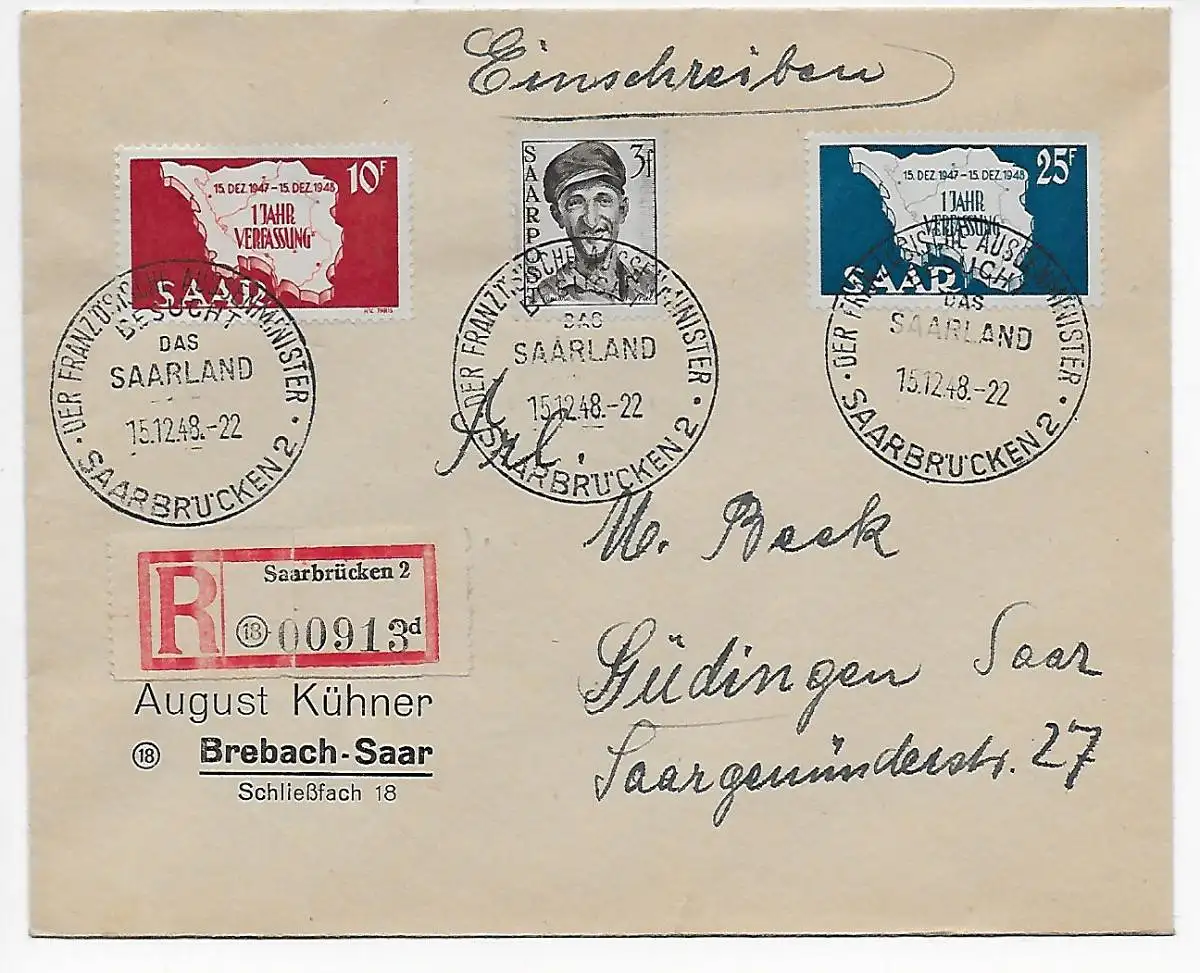 Einschreiben
15. DEZ. 1947 – 15. DEZ. 1948
10F
1 JAHR
VERFASSUNG
SAAR
SAARPOST
3f
15. DEZ. 1947 – 15. DEZ. 1948
25F
1 JAHR
VERFASSUNG
SAAR
· DER FRANZÖSISCHE AUSSENMINISTER ·
BESUCHT
DAS
SAARLAND
15.12.48.-22
SAARBRÜCKEN 2
· DER FRANZÖSISCHE AUSSENMINISTER ·
BESUCHT
DAS
SAARLAND
15.12.48.-22
SAARBRÜCKEN 2
· DER FRANZÖSISCHE AUSSENMINISTER ·
BESUCHT
DAS
SAARLAND
15.12.48.-22
SAARBRÜCKEN 2
M. Beck
Güdingen Saar
Saargemünderstr. 27
R
Saarbrücken 2
18 00913d
August Kühner
18 Brebach-Saar
Schließfach 18